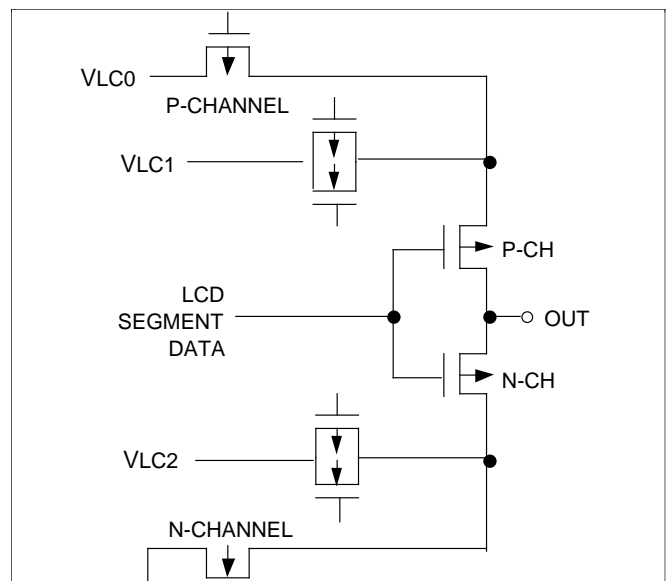 VLC0
P-CHANNEL
VLC1
P-CH
LCD
SEGMENT
DATA
OUT
N-CH
VLC2
N-CHANNEL